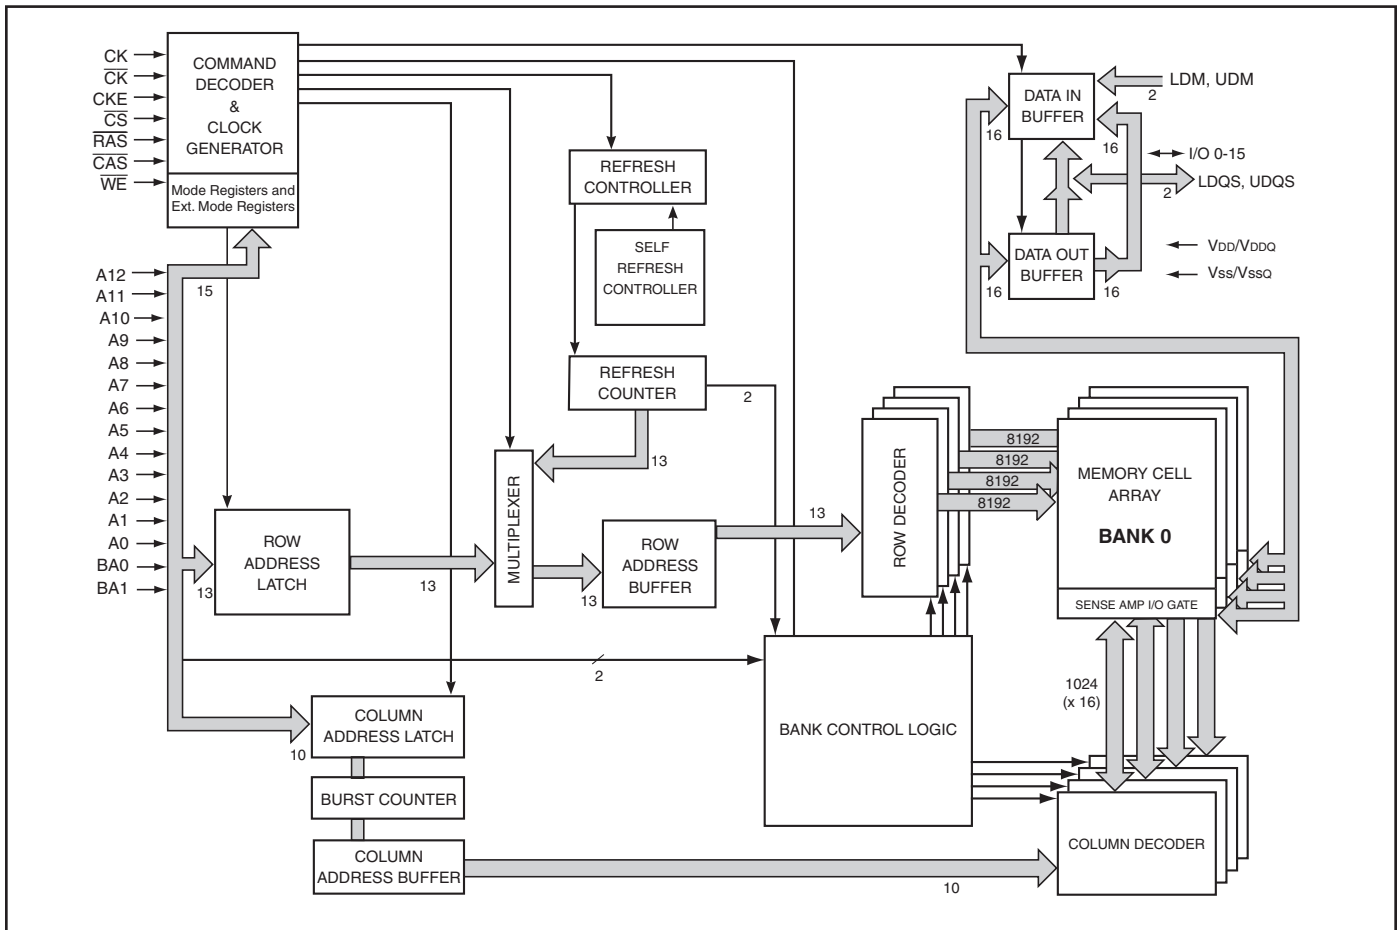 CK
C̅K̅
CKE
C̅S̅
R̅A̅S̅
C̅A̅S̅
W̅E̅
COMMAND
DECODER
&
CLOCK
GENERATOR
Mode Registers and
Ext. Mode Registers
A12
A11
A10
A9
A8
A7
A6
A5
A4
A3
A2
A1
A0
BA0
BA1
15
13
ROW
ADDRESS
LATCH
13
MULTIPLEXER
13
ROW
ADDRESS
BUFFER
13
REFRESH
CONTROLLER
SELF
REFRESH
CONTROLLER
REFRESH
COUNTER
2
13
2
10
COLUMN
ADDRESS LATCH
BURST COUNTER
COLUMN
ADDRESS BUFFER
10
BANK CONTROL LOGIC
ROW DECODER
8192
8192
8192
8192
MEMORY CELL
ARRAY
BANK 0
SENSE AMP I/O GATE
1024
(x 16)
COLUMN DECODER
DATA IN
BUFFER
LDM, UDM
2
16
16
I/O 0-15
LDQS, UDQS
2
DATA OUT
BUFFER
16
16
VDD/VDDQ
Vss/VssQ